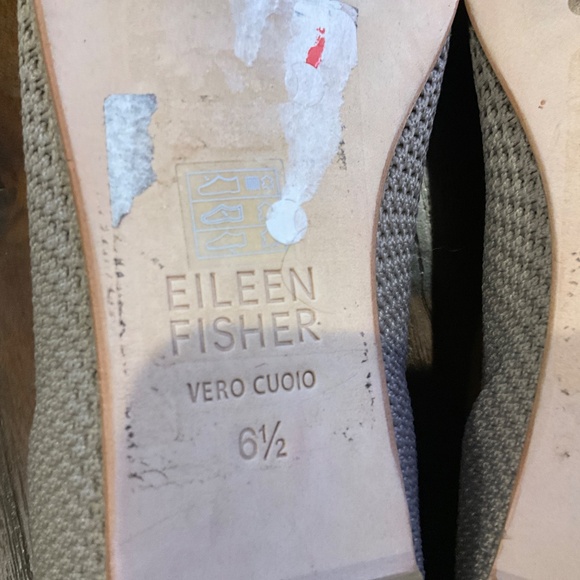 EILEEN
FISHER
VERO CUOIO
6½